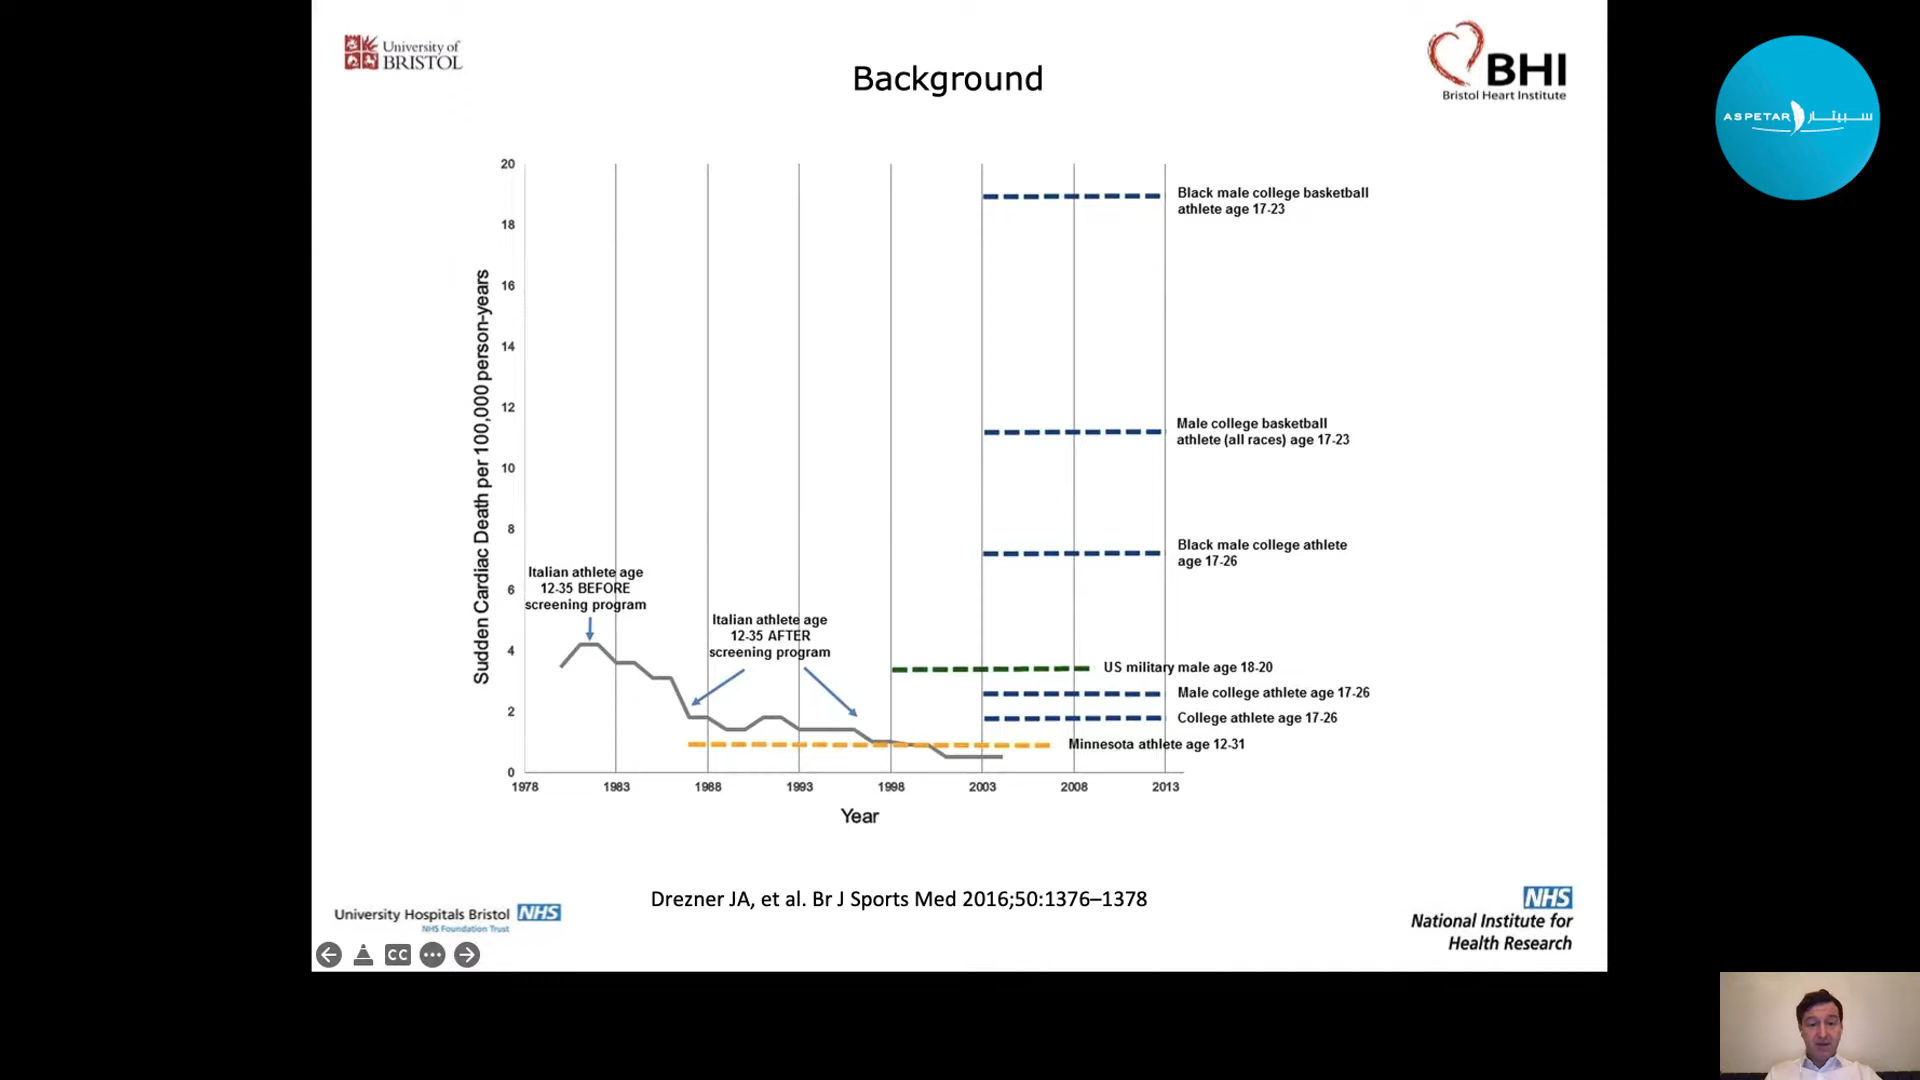 University of
BRISTOL
Background
BHI
Bristol Heart Institute
ASPETAR سبيتار
Sudden Cardiac Death per 100,000 person-years
20
18
16
14
12
10
8
6
4
2
0
1978
1983
1988
1993
1998
2003
2008
2013
Year
Black male college basketball
athlete age 17-23
Male college basketball
athlete (all races) age 17-23
Black male college athlete
age 17-26
Italian athlete age
12-35 BEFORE
screening program
Italian athlete age
12-35 AFTER
screening program
US military male age 18-20
Male college athlete age 17-26
College athlete age 17-26
Minnesota athlete age 12-31
Drezner JA, et al. Br J Sports Med 2016;50:1376–1378
University Hospitals Bristol NHS
NHS Foundation Trust
NHS
National Institute for
Health Research
CC